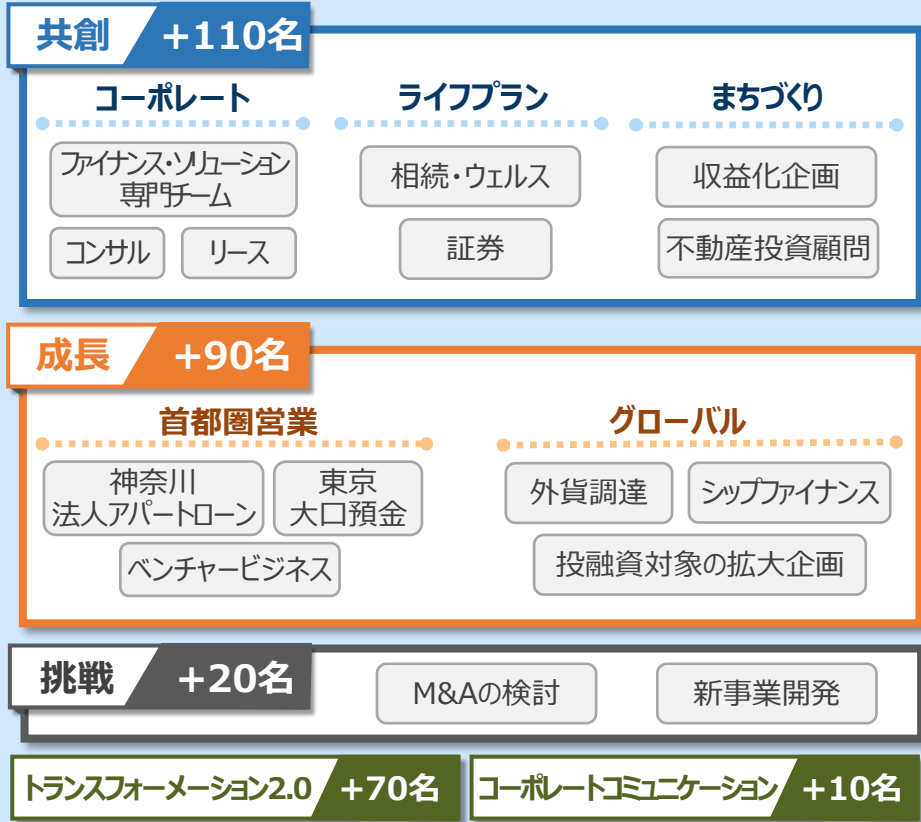 共創 +110名
コーポレート ライフプラン まちづくり
ファイナンス・ソリューション
専門チーム
相続・ウェルス
収益化企画
コンサル リース
証券
不動産投資顧問
成長 +90名
首都圏営業 グローバル
神奈川
法人アパートローン
東京
大口預金
外貨調達
シップファイナンス
ベンチャービジネス
投融資対象の拡大企画
挑戦 +20名
M&Aの検討
新事業開発
トランスフォーメーション2.0 +70名
コーポレートコミュニケーション +10名